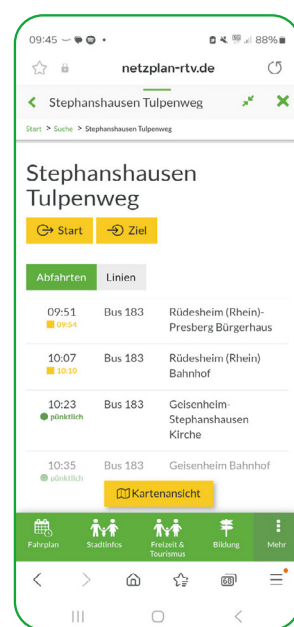 09:45
88%
netzplan-rtv.de
Stephanshausen Tulpenweg
Start > Suche > Stephanshausen Tulpenweg
Stephanshausen
Tulpenweg
Start Ziel
Abfahrten Linien
09:51 Bus 183 Rüdesheim (Rhein)-
09:54 Presberg Bürgerhaus
10:07 Bus 183 Rüdesheim (Rhein)
10:10 Bahnhof
10:23 Bus 183 Geisenheim-
pünktlich Stephanshausen
Kirche
10:35 Bus 183 Geisenheim Bahnhof
pünktlich
Kartenansicht
Fahrplan Stadtinfos Freizeit & Bildung Mehr
Tourismus
68